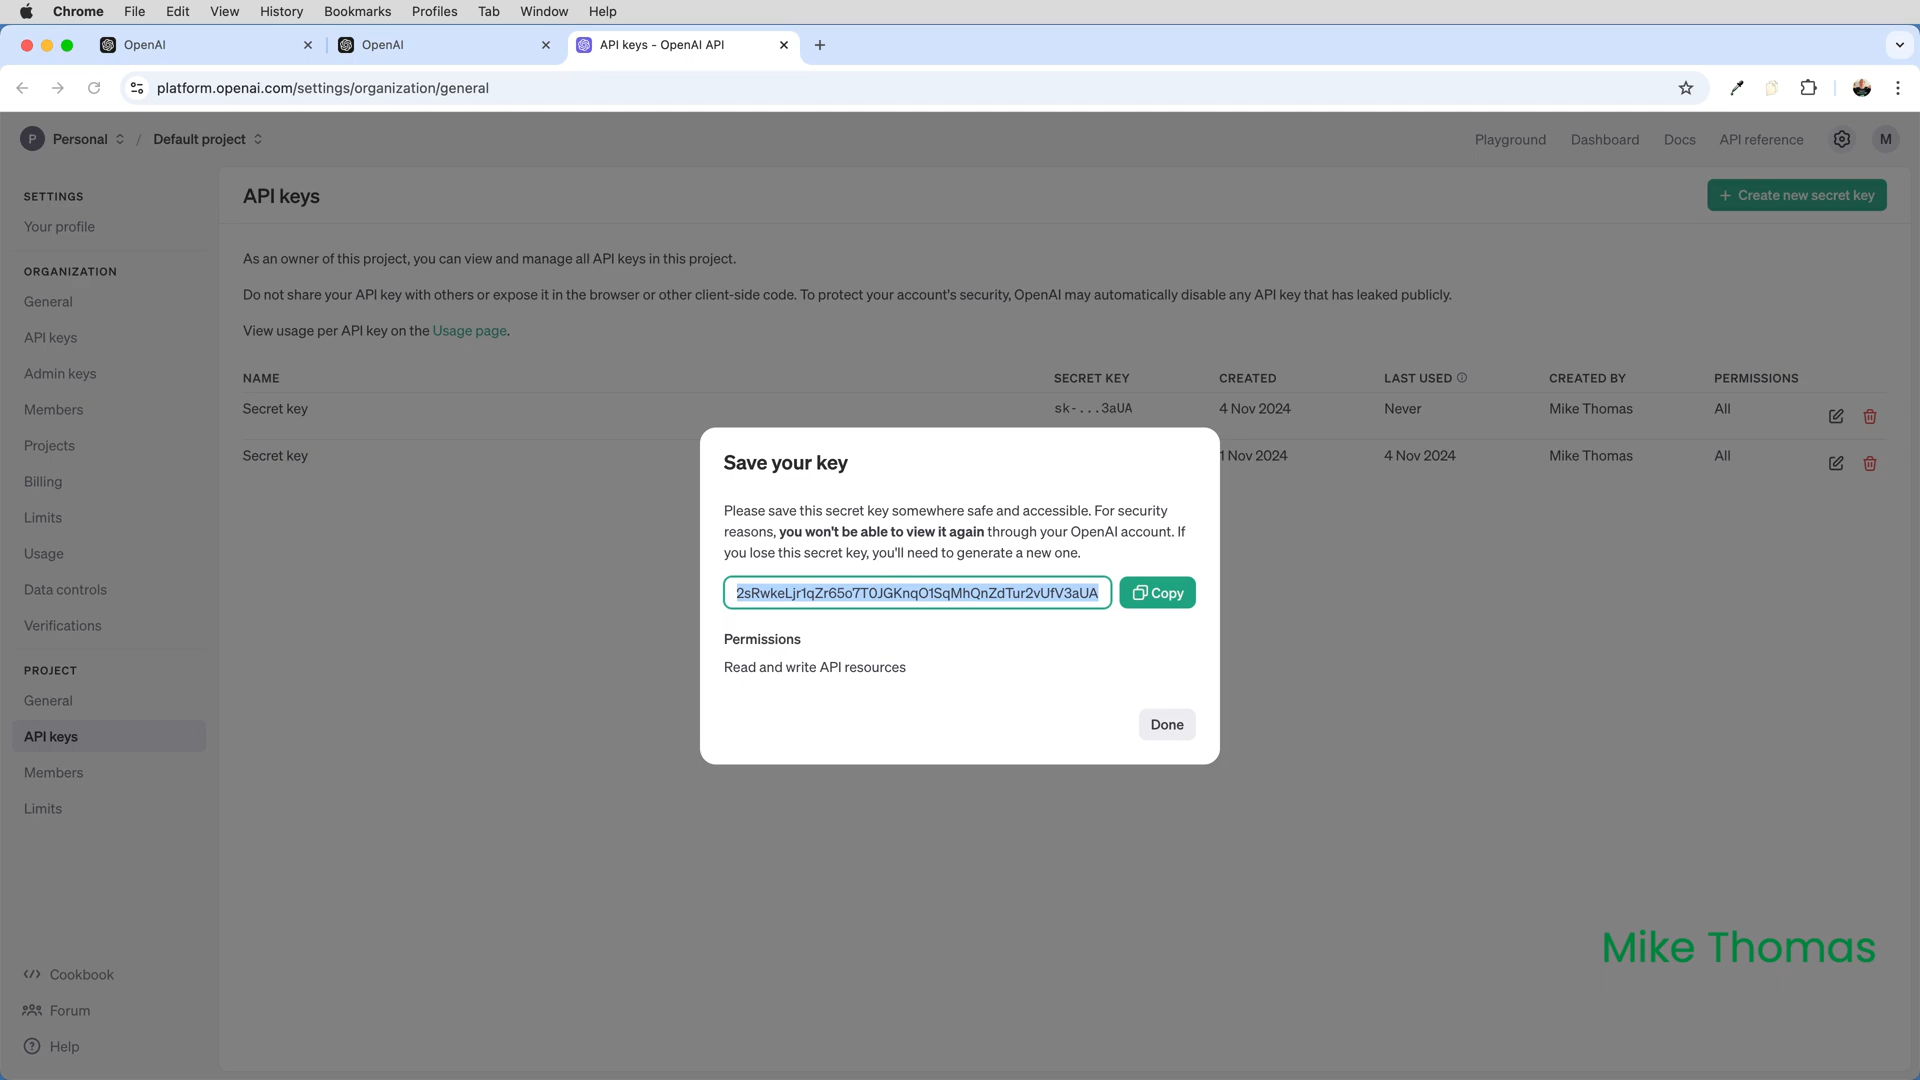 Chrome File Edit View History Bookmarks Profiles Tab Window Help
OpenAI OpenAI API keys - OpenAI API
platform.openai.com/settings/organization/general
P Personal / Default project Playground Dashboard Docs API reference M
SETTINGS
Your profile
ORGANIZATION
General
API keys
Admin keys
Members
Projects
Billing
Limits
Usage
Data controls
Verifications
PROJECT
General
API keys
Members
Limits
Cookbook
Forum
Help
API keys
+ Create new secret key
As an owner of this project, you can view and manage all API keys in this project.
Do not share your API key with others or expose it in the browser or other client-side code. To protect your account's security, OpenAI may automatically disable any API key that has leaked publicly.
View usage per API key on the Usage page.
NAME SECRET KEY CREATED LAST USED CREATED BY PERMISSIONS
Secret key sk-...3aUA 4 Nov 2024 Never Mike Thomas All
Secret key 1 Nov 2024 4 Nov 2024 Mike Thomas All
Save your key
Please save this secret key somewhere safe and accessible. For security
reasons, you won't be able to view it again through your OpenAI account. If
you lose this secret key, you'll need to generate a new one.
2sRwkeLjr1qZr65o7T0JGKnqO1SqMhQnZdTur2vUfV3aUA Copy
Permissions
Read and write API resources
Done
Mike Thomas